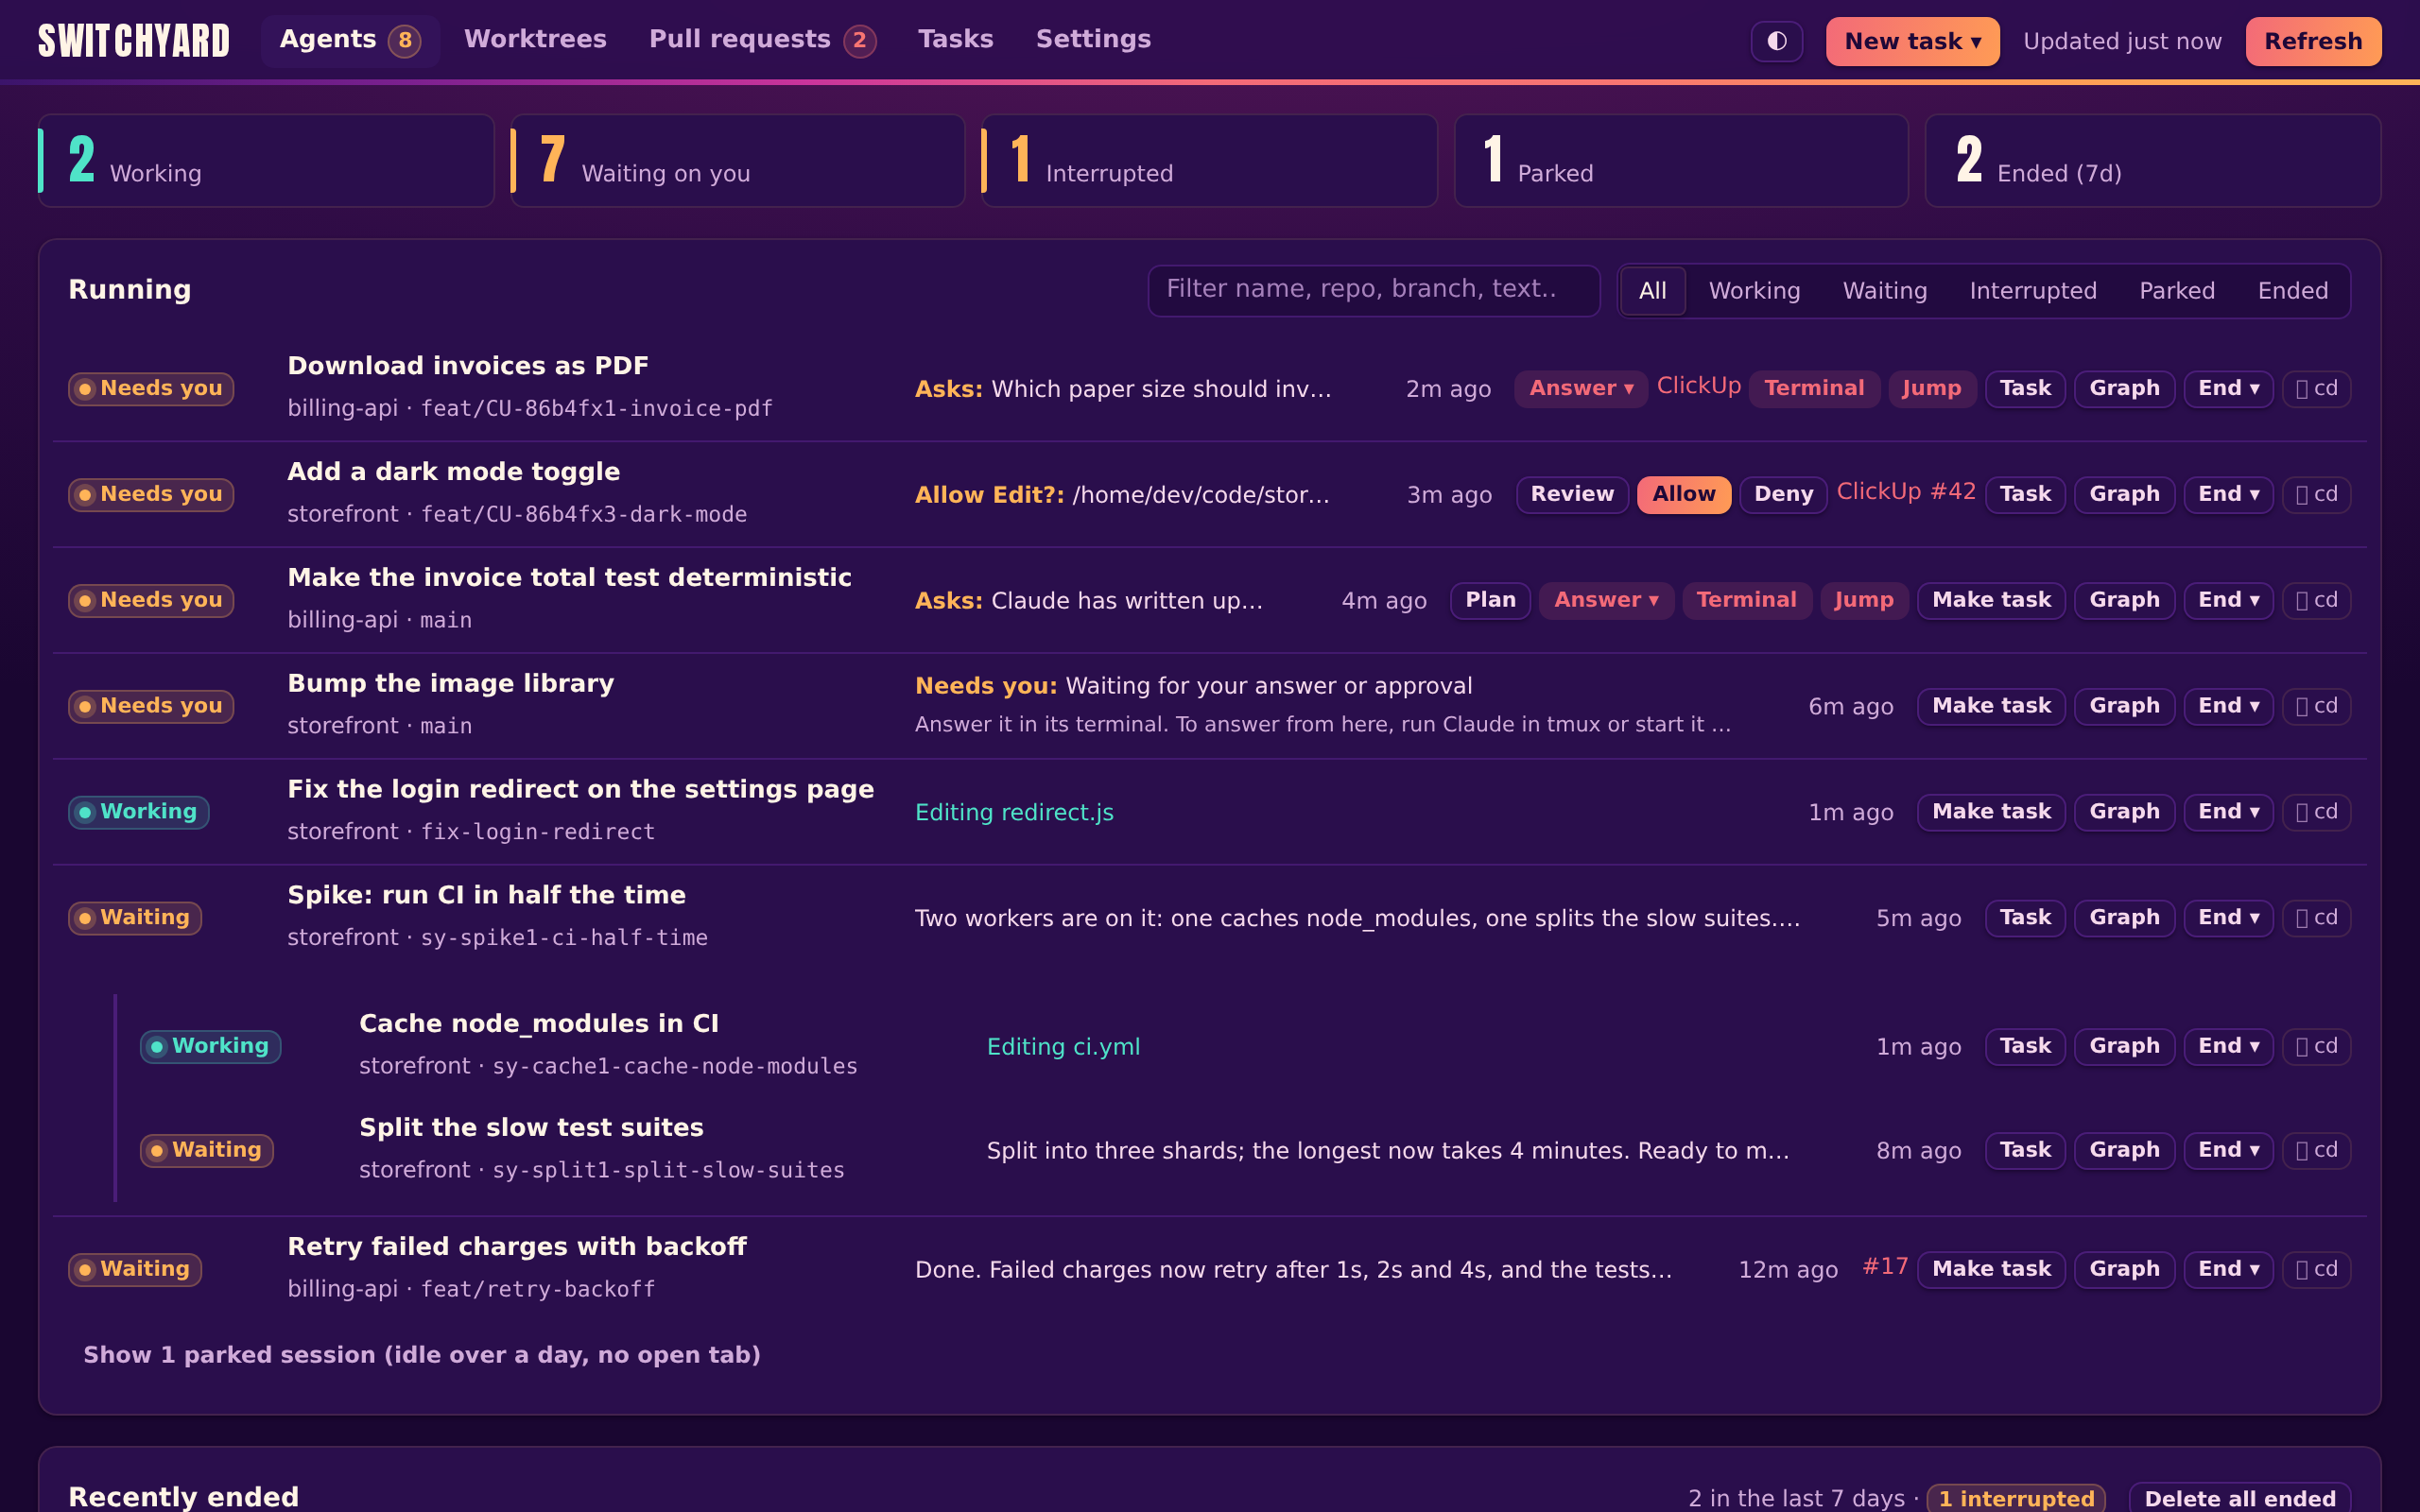 SWITCHYARD Agents 8 Worktrees Pull requests 2 Tasks Settings New task ▾ Updated just now Refresh
2 Working 7 Waiting on you 1 Interrupted 1 Parked 2 Ended (7d)
Running Filter name, repo, branch, text.. All Working Waiting Interrupted Parked Ended
Download invoices as PDF
Needs you Asks: Which paper size should inv… 2m ago Answer ▾ ClickUp Terminal Jump Task Graph End ▾ cd
billing-api · feat/CU-86b4fx1-invoice-pdf
Add a dark mode toggle
Needs you Allow Edit?: /home/dev/code/stor… 3m ago Review Allow Deny ClickUp #42 Task Graph End ▾ cd
storefront · feat/CU-86b4fx3-dark-mode
Make the invoice total test deterministic
Needs you Asks: Claude has written up… 4m ago Plan Answer ▾ Terminal Jump Make task Graph End ▾ cd
billing-api · main
Bump the image library
Needs you: Waiting for your answer or approval
Needs you 6m ago Make task Graph End ▾ cd
storefront · main
Answer it in its terminal. To answer from here, run Claude in tmux or start it …
Fix the login redirect on the settings page
Working Editing redirect.js 1m ago Make task Graph End ▾ cd
storefront · fix-login-redirect
Spike: run CI in half the time
Waiting Two workers are on it: one caches node_modules, one splits the slow suites.… 5m ago Task Graph End ▾ cd
storefront · sy-spike1-ci-half-time
Cache node_modules in CI
Working Editing ci.yml 1m ago Task Graph End ▾ cd
storefront · sy-cache1-cache-node-modules
Split the slow test suites
Waiting Split into three shards; the longest now takes 4 minutes. Ready to m… 8m ago Task Graph End ▾ cd
storefront · sy-split1-split-slow-suites
Retry failed charges with backoff
Waiting Done. Failed charges now retry after 1s, 2s and 4s, and the tests… 12m ago #17 Make task Graph End ▾ cd
billing-api · feat/retry-backoff
Show 1 parked session (idle over a day, no open tab)
Recently ended 2 in the last 7 days · 1 interrupted Delete all ended